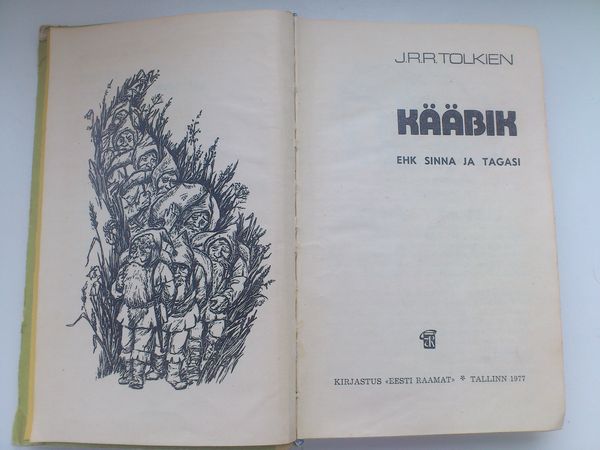 J.R.R. TOLKIEN
KÄÄBIK
EHK SINNA JA TAGASI
KIRJASTUS «EESTI RAAMAT» * TALLINN 1977